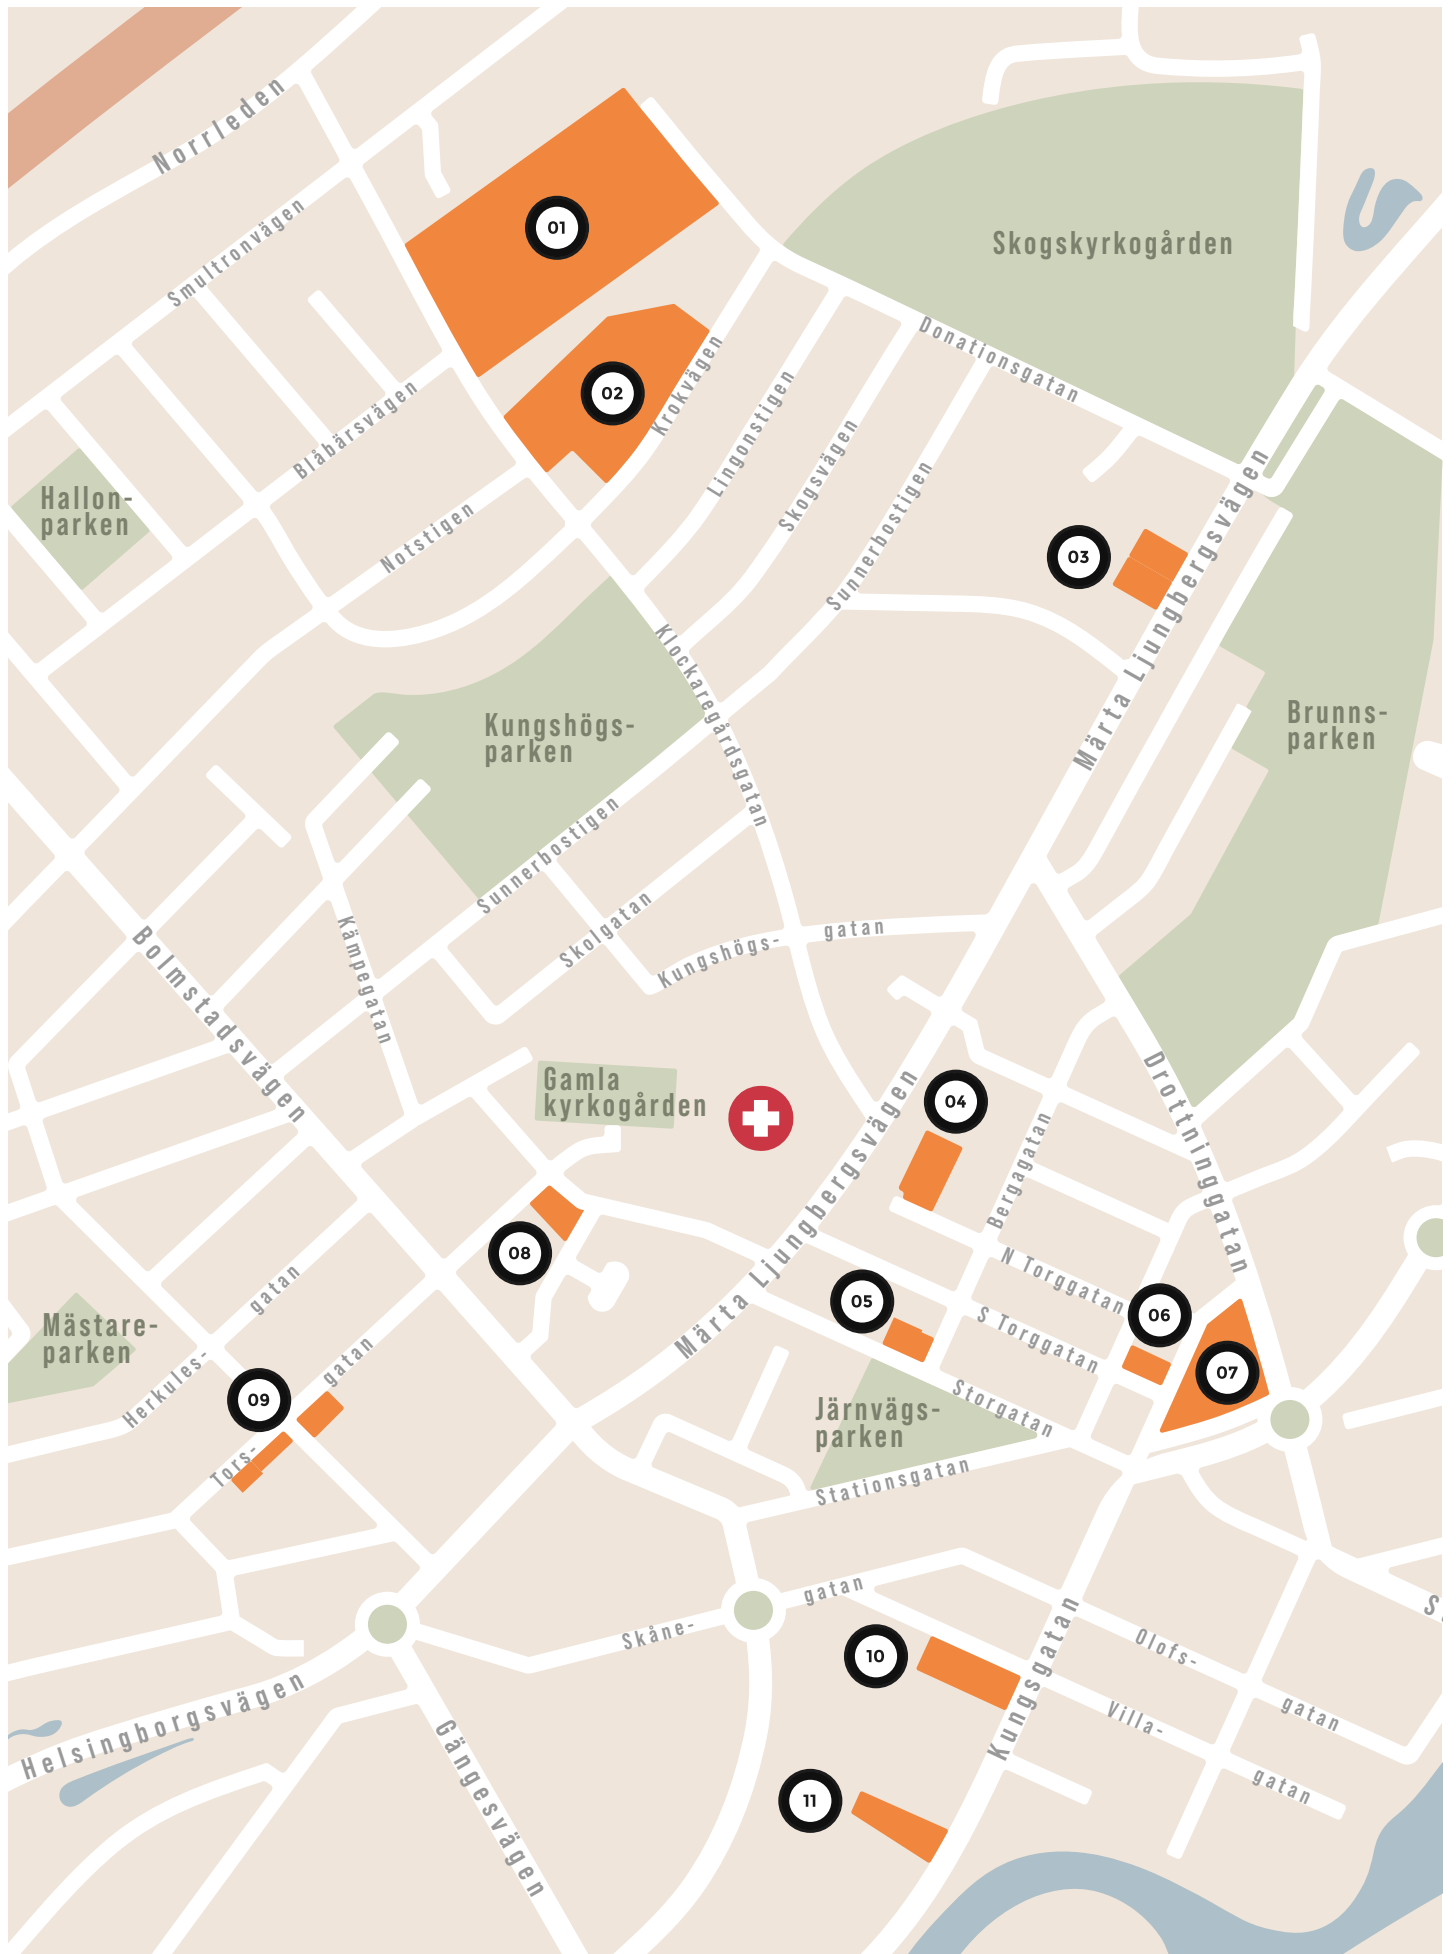 Norrleden
Smultronvägen
01
Skogskyrkogården
Donationsgatan
02
Krokvägen
Lingonstigen
Skogsvägen
Sunnerbostigen
Blåbärsvägen
Notstigen
Hallon-
parken
03
Märta Ljungbergsvägen
Klockaregårdsgatan
Kungshögs-
parken
Brunns-
parken
Sunnerbostigen
Skolgatan
Kungshögs-
gatan
Bolmstadsvägen
Kämpegatan
Gamla
kyrkogården
04
Märta Ljungbergsvägen
Bergagatan
Drottninggatan
08
N Torggatan
S Torggatan
05
06
07
Mästare-
parken
Herkules-
gatan
09
Tors-
gatan
Järnvägs-
parken
Storgatan
Stationsgatan
Skåne-
gatan
10
Kungsgatan
Olofs-
gatan
Villa-
gatan
Helsingborgsvägen
Gängesvägen
11